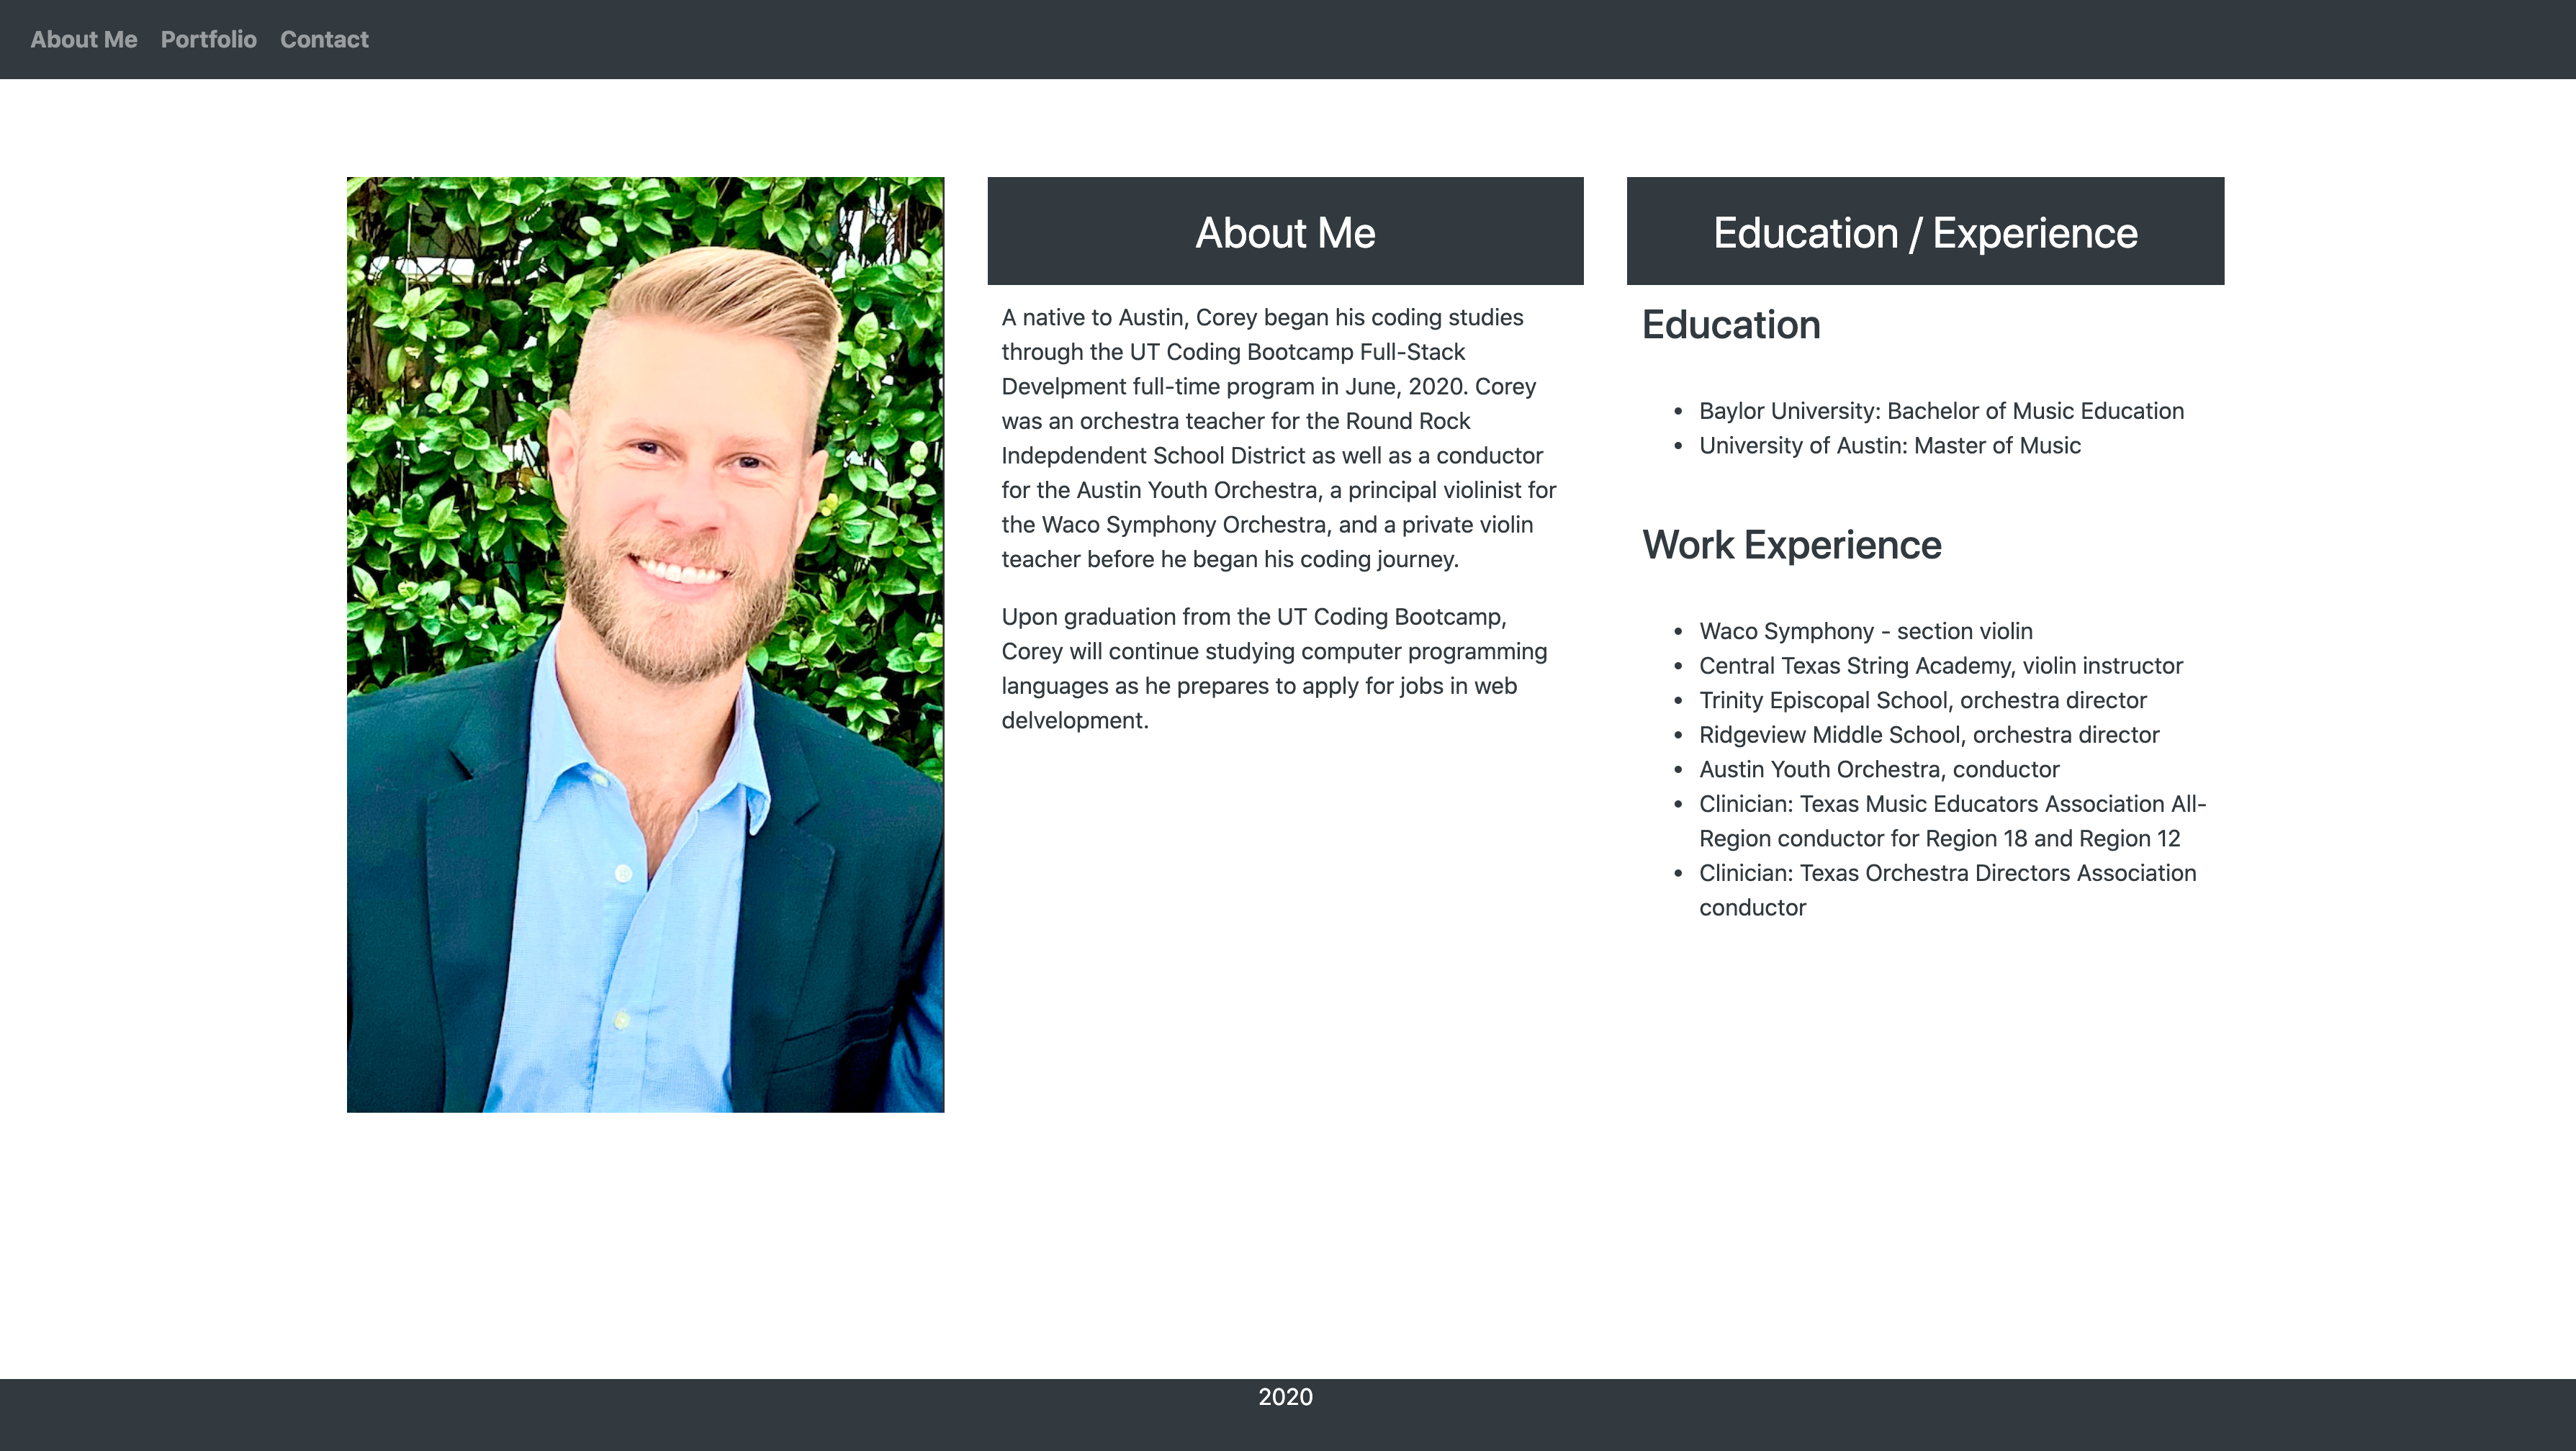 About Me Portfolio Contact
About Me
A native to Austin, Corey began his coding studies
through the UT Coding Bootcamp Full-Stack
Develpment full-time program in June, 2020. Corey
was an orchestra teacher for the Round Rock
Indepdendent School District as well as a conductor
for the Austin Youth Orchestra, a principal violinist for
the Waco Symphony Orchestra, and a private violin
teacher before he began his coding journey.
Upon graduation from the UT Coding Bootcamp,
Corey will continue studying computer programming
languages as he prepares to apply for jobs in web
delvelopment.
Education / Experience
Education
• Baylor University: Bachelor of Music Education
• University of Austin: Master of Music
Work Experience
• Waco Symphony - section violin
• Central Texas String Academy, violin instructor
• Trinity Episcopal School, orchestra director
• Ridgeview Middle School, orchestra director
• Austin Youth Orchestra, conductor
• Clinician: Texas Music Educators Association All-
Region conductor for Region 18 and Region 12
• Clinician: Texas Orchestra Directors Association
conductor
2020